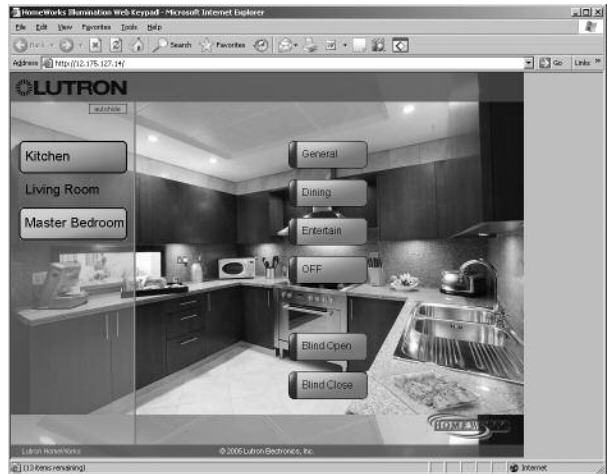 HomeWorks Illumination Web Keypad - Microsoft Internet Explorer
File Edit View Favorites Tools Help
Back Search Favorites
Address http://12.175.127.14/ Go Links »
LUTRON
autohide
Kitchen
Living Room
Master Bedroom
General
Dining
Entertain
OFF
Blind Open
Blind Close
HOMEWORKS
Lutron HomeWorks © 2006 Lutron Electronics, Inc.
(13 items remaining) Internet